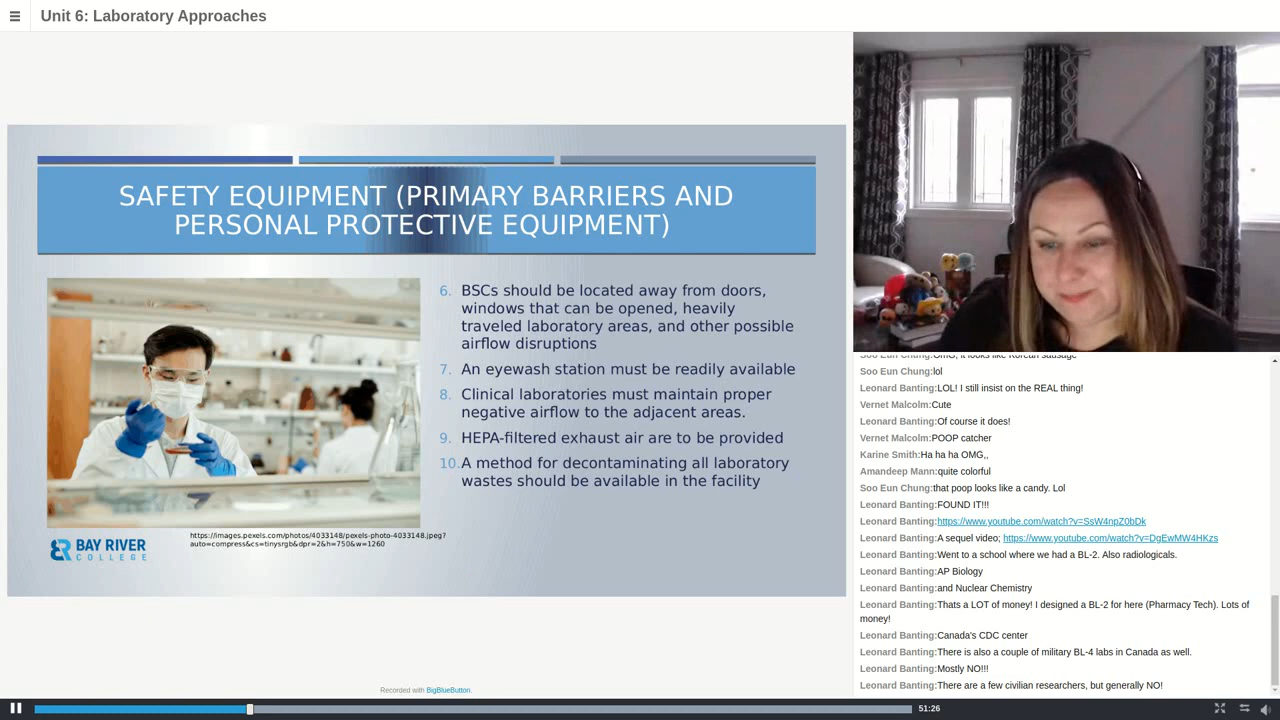 Unit 6: Laboratory Approaches
SAFETY EQUIPMENT (PRIMARY BARRIERS AND
PERSONAL PROTECTIVE EQUIPMENT)
6. BSCs should be located away from doors,
windows that can be opened, heavily
traveled laboratory areas, and other possible
airflow disruptions
7. An eyewash station must be readily available
8. Clinical laboratories must maintain proper
negative airflow to the adjacent areas.
9. HEPA-filtered exhaust air are to be provided
10. A method for decontaminating all laboratory
wastes should be available in the facility
https://images.pexels.com/photos/4033148/pexels-photo-4033148.jpeg?
auto=compress&cs=tinysrgb&dpr=2&h=750&w=1260
BAY RIVER
COLLEGE
Recorded with BigBlueButton.
Soo Eun Chung:OmG, it looks like Korean sausage
Soo Eun Chung:lol
Leonard Banting:LOL! I still insist on the REAL thing!
Vernet Malcolm:Cute
Leonard Banting:Of course it does!
Vernet Malcolm:POOP catcher
Karine Smith:Ha ha ha OMG,,
Amandeep Mann:quite colorful
Soo Eun Chung:that poop looks like a candy. Lol
Leonard Banting:FOUND IT!!!
Leonard Banting:https://www.youtube.com/watch?v=SsW4npZ0bDk
Leonard Banting:A sequel video; https://www.youtube.com/watch?v=DgEwMW4HKzs
Leonard Banting:Went to a school where we had a BL-2. Also radiologicals.
Leonard Banting:AP Biology
Leonard Banting:and Nuclear Chemistry
Leonard Banting:Thats a LOT of money! I designed a BL-2 for here (Pharmacy Tech). Lots of
money!
Leonard Banting:Canada's CDC center
Leonard Banting:There is also a couple of military BL-4 labs in Canada as well.
Leonard Banting:Mostly NO!!!
Leonard Banting:There are a few civilian researchers, but generally NO!
51:26